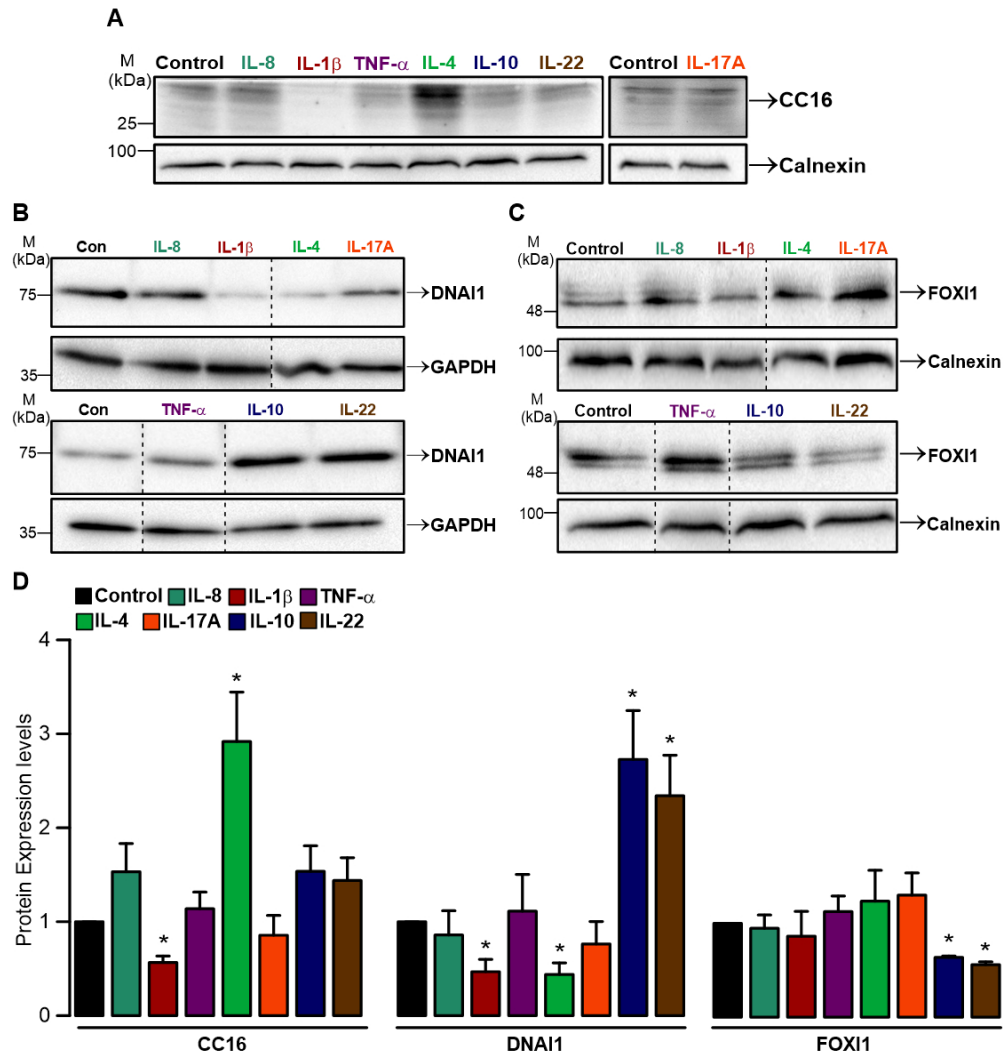 A
M
(kDa)
Control IL-8 IL-1β TNF-α IL-4 IL-10 IL-22 Control IL-17A
→CC16
25
100
→Calnexin
B
M
(kDa)
Con IL-8 IL-1β IL-4 IL-17A
75
→DNAI1
→GAPDH
35
M
(kDa)
Con TNF-α IL-10 IL-22
75
→DNAI1
→GAPDH
35
C
M
(kDa)
Control IL-8 IL-1β IL-4 IL-17A
→FOXI1
48
100
→Calnexin
M
(kDa)
Control TNF-α IL-10 IL-22
→FOXI1
48
100
→Calnexin
D
Control IL-8 IL-1β TNF-α
IL-4 IL-17A IL-10 IL-22
Protein Expression levels
4
3
2
1
0
*
*
*
*
*
*
*
*
CC16 DNAI1 FOXI1